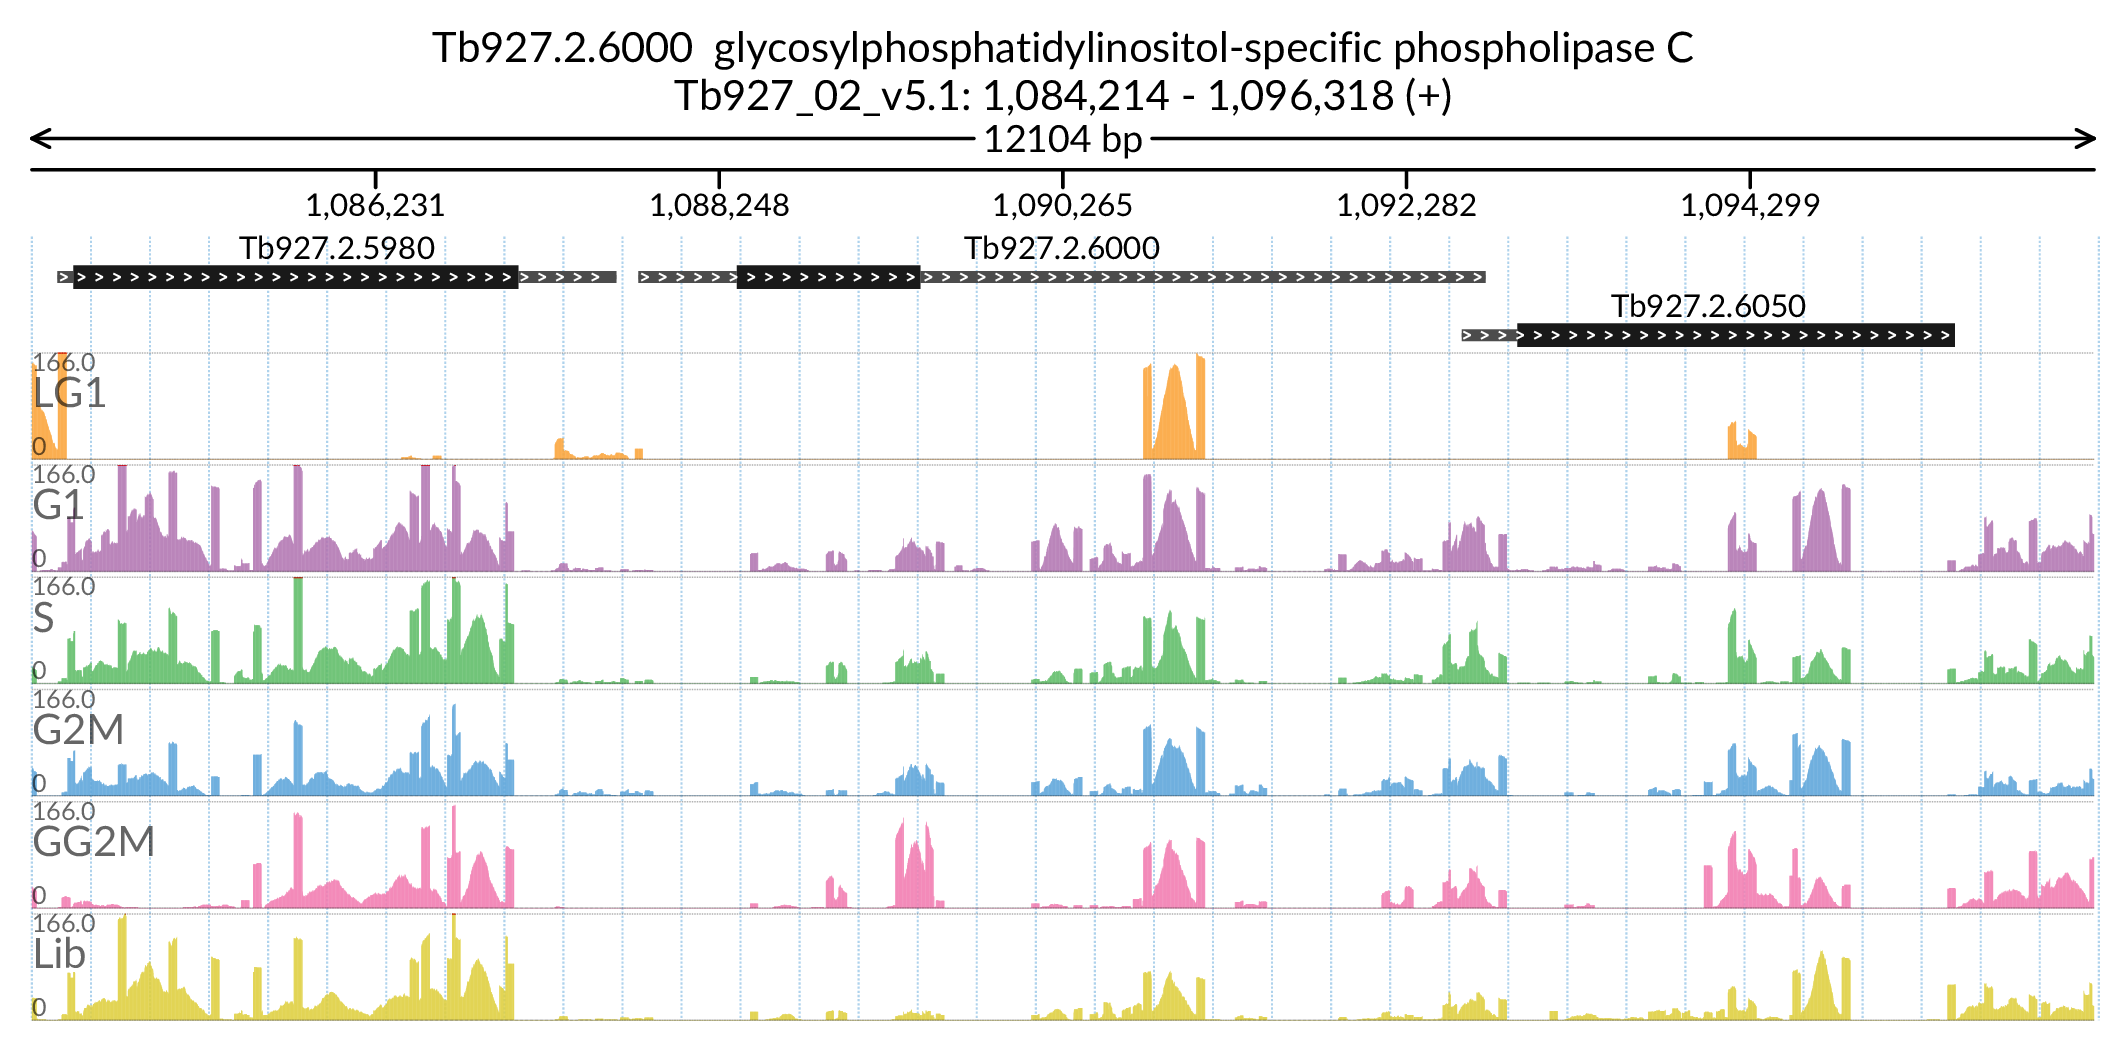 Tb927.2.6000 glycosylphosphatidylinositol-specific phospholipase C
Tb927_02_v5.1: 1,084,214 - 1,096,318 (+)
12104 bp
1,086,231 1,088,248 1,090,265 1,092,282 1,094,299
Tb927.2.5980 Tb927.2.6000
Tb927.2.6050
166.0
LG1
0
166.0
G1
0
166.0
S
0
166.0
G2M
0
166.0
GG2M
0
166.0
Lib
0